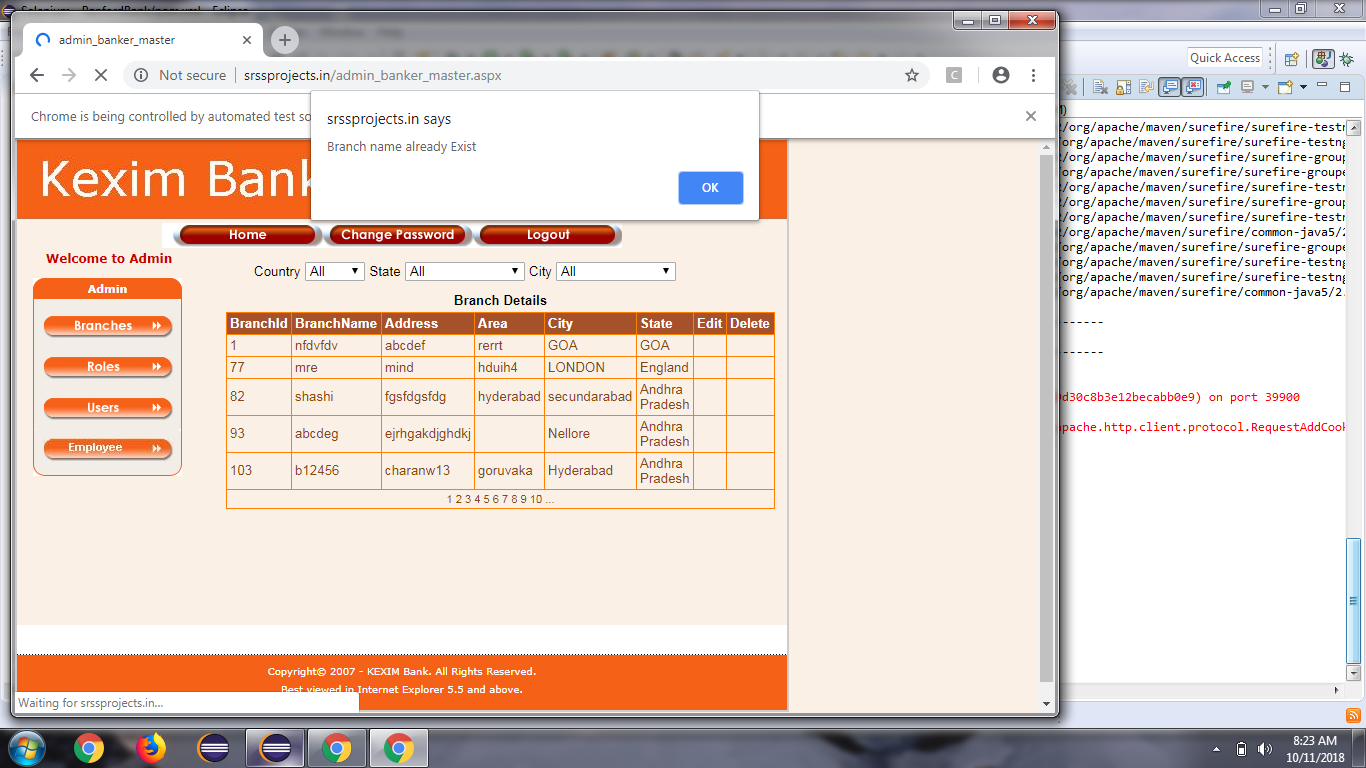 admin_banker_master
Quick Access
Not secure
srssprojects.in/admin_banker_master.aspx
C
Chrome is being controlled by automated test so
srssprojects.in says
Branch name already Exist
OK
Kexim Bank
Home
Change Password
Logout
Welcome to Admin
Admin
Branches
Roles
Users
Employee
Country All State All City All
Branch Details
BranchId BranchName Address Area City State Edit Delete
1 nfdvfdv abcdef rerrt GOA GOA
77 mre mind hduih4 LONDON England
82 shashi fgsfdgsfdg hyderabad secundarabad Andhra Pradesh
93 abcdeg ejrhgakdjghdkj Nellore Andhra Pradesh
103 b12456 charanw13 goruvaka Hyderabad Andhra Pradesh
1 2 3 4 5 6 7 8 9 10 ...
Copyright© 2007 - KEXIM Bank. All Rights Reserved.
Best viewed in Internet Explorer 5.5 and above.
Waiting for srssprojects.in...
/org/apache/maven/surefire/surefire-testng
/org/apache/maven/surefire/surefire-testng
/org/apache/maven/surefire/surefire-group
/org/apache/maven/surefire/surefire-groupe
/org/apache/maven/surefire/surefire-testn
/org/apache/maven/surefire/surefire-group
/org/apache/maven/surefire/surefire-testn
/org/apache/maven/surefire/common-java5/2
/org/apache/maven/surefire/surefire-groupe
/org/apache/maven/surefire/surefire-testn
/org/apache/maven/surefire/surefire-testng
/org/apache/maven/surefire/common-java5/2.
-------
-------
d30c8b3e12becabb0e9) on port 39900
apache.http.client.protocol.RequestAddCook
8:23 AM
10/11/2018